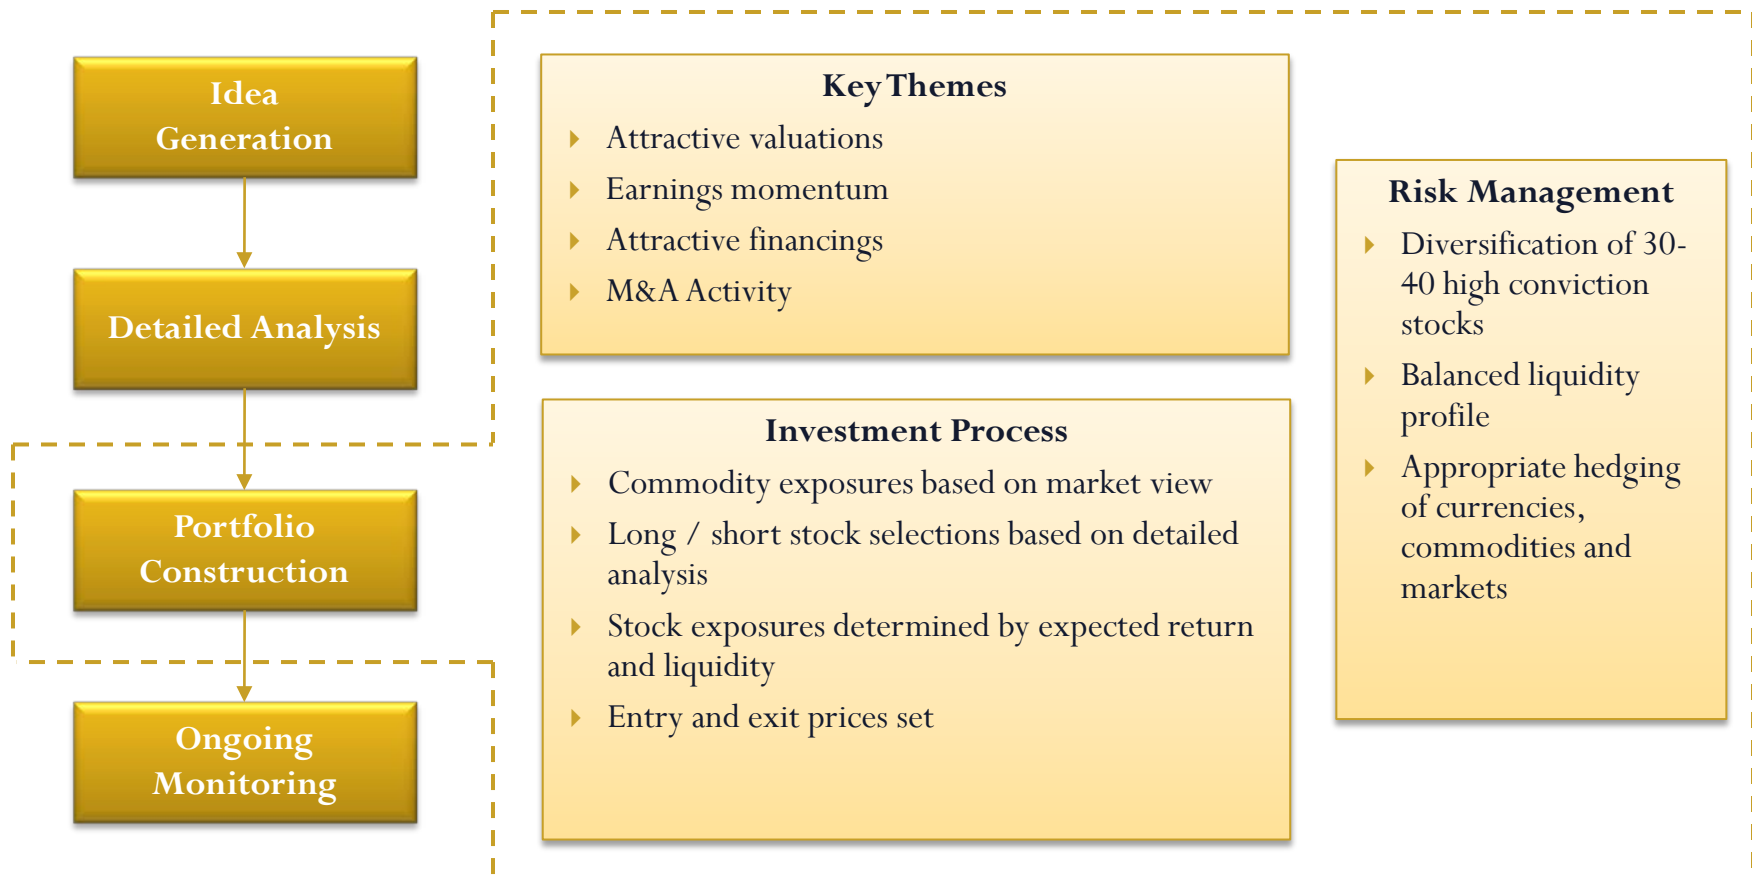 Idea
Generation
Detailed Analysis
Portfolio
Construction
Ongoing
Monitoring
Key Themes
Attractive valuations
Earnings momentum
Attractive financings
M&A Activity
Investment Process
Commodity exposures based on market view
Long / short stock selections based on detailed
analysis
Stock exposures determined by expected return
and liquidity
Entry and exit prices set
Risk Management
Diversification of 30-
40 high conviction
stocks
Balanced liquidity
profile
Appropriate hedging
of currencies,
commodities and
markets